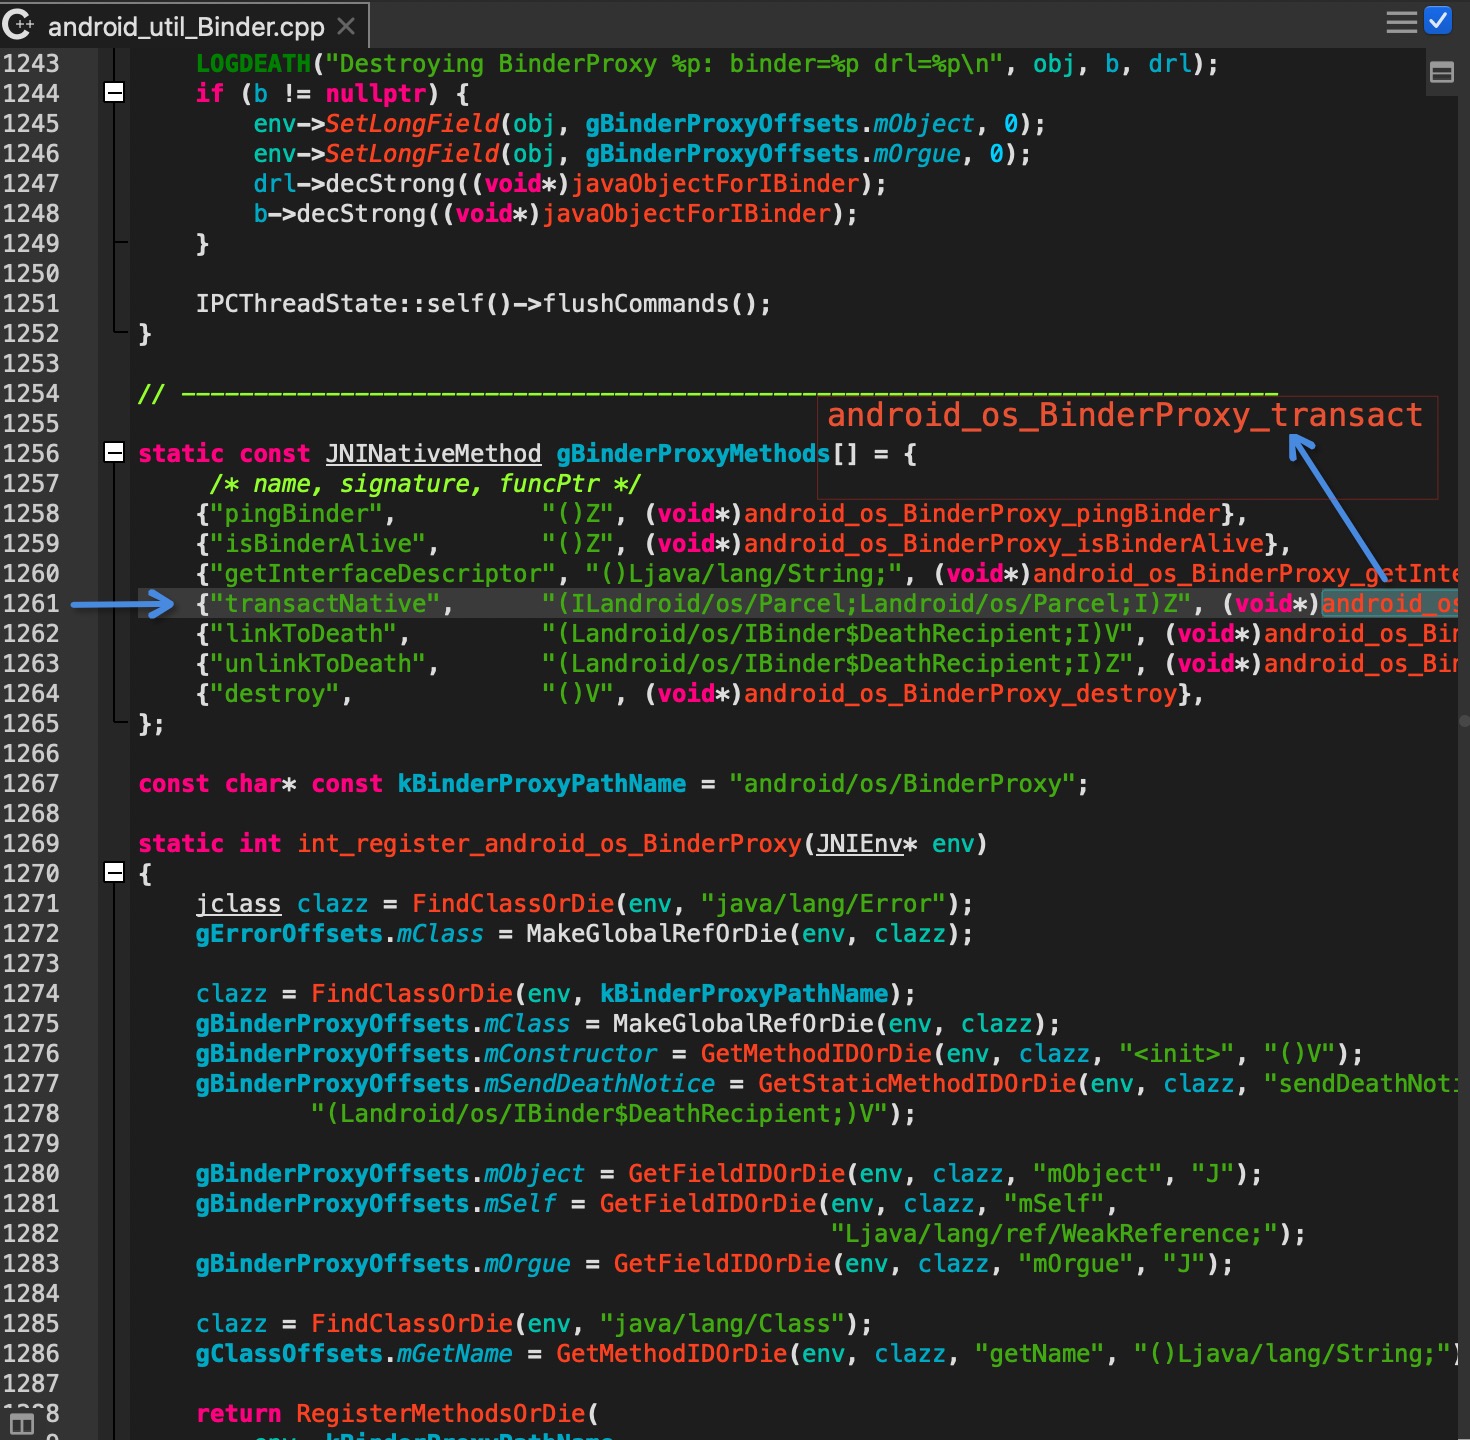 android_util_Binder.cpp
1243 LOGDEATH("Destroying BinderProxy %p: binder=%p drl=%p\n", obj, b, drl);
1244 if (b != nullptr) {
1245 env->SetLongField(obj, gBinderProxyOffsets.mObject, 0);
1246 env->SetLongField(obj, gBinderProxyOffsets.mOrgue, 0);
1247 drl->decStrong((void*)javaObjectForIBinder);
1248 b->decStrong((void*)javaObjectForIBinder);
1249 }
1250
1251 IPCThreadState::self()->flushCommands();
1252 }
1253
1254 // ----------------------------------------------------------------------------
android_os_BinderProxy_transact
1255
1256 static const JNINativeMethod gBinderProxyMethods[] = {
1257 /* name, signature, funcPtr */
1258 {"pingBinder", "()Z", (void*)android_os_BinderProxy_pingBinder},
1259 {"isBinderAlive", "()Z", (void*)android_os_BinderProxy_isBinderAlive},
1260 {"getInterfaceDescriptor", "()Ljava/lang/String;", (void*)android_os_BinderProxy_getInte
1261 {"transactNative", "(ILandroid/os/Parcel;Landroid/os/Parcel;I)Z", (void*)android_os
1262 {"linkToDeath", "(Landroid/os/IBinder$DeathRecipient;I)V", (void*)android_os_Bin
1263 {"unlinkToDeath", "(Landroid/os/IBinder$DeathRecipient;I)Z", (void*)android_os_Bin
1264 {"destroy", "()V", (void*)android_os_BinderProxy_destroy},
1265 };
1266
1267 const char* const kBinderProxyPathName = "android/os/BinderProxy";
1268
1269 static int int_register_android_os_BinderProxy(JNIEnv* env)
1270 {
1271 jclass clazz = FindClassOrDie(env, "java/lang/Error");
1272 gErrorOffsets.mClass = MakeGlobalRefOrDie(env, clazz);
1273
1274 clazz = FindClassOrDie(env, kBinderProxyPathName);
1275 gBinderProxyOffsets.mClass = MakeGlobalRefOrDie(env, clazz);
1276 gBinderProxyOffsets.mConstructor = GetMethodIDOrDie(env, clazz, "<init>", "()V");
1277 gBinderProxyOffsets.mSendDeathNotice = GetStaticMethodIDOrDie(env, clazz, "sendDeathNoti
1278 "(Landroid/os/IBinder$DeathRecipient;)V");
1279
1280 gBinderProxyOffsets.mObject = GetFieldIDOrDie(env, clazz, "mObject", "J");
1281 gBinderProxyOffsets.mSelf = GetFieldIDOrDie(env, clazz, "mSelf",
1282 "Ljava/lang/ref/WeakReference;");
1283 gBinderProxyOffsets.mOrgue = GetFieldIDOrDie(env, clazz, "mOrgue", "J");
1284
1285 clazz = FindClassOrDie(env, "java/lang/Class");
1286 gClassOffsets.mGetName = GetMethodIDOrDie(env, clazz, "getName", "()Ljava/lang/String;")
1287
8 return RegisterMethodsOrDie(